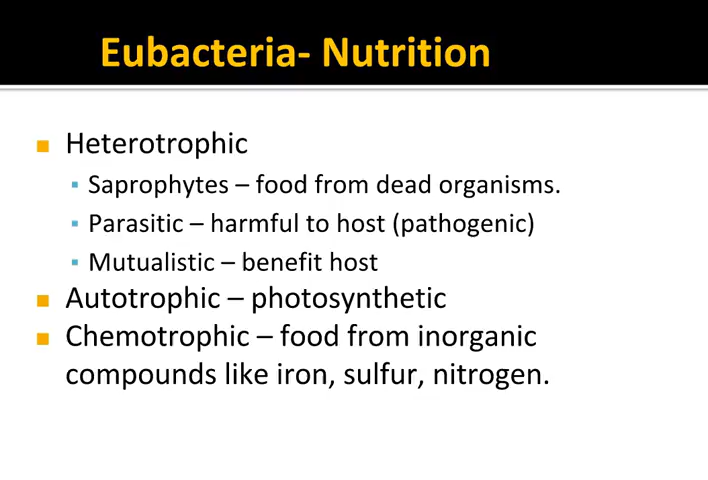 Eubacteria- Nutrition
Heterotrophic
Saprophytes – food from dead organisms.
Parasitic – harmful to host (pathogenic)
Mutualistic – benefit host
Autotrophic – photosynthetic
Chemotrophic – food from inorganic
compounds like iron, sulfur, nitrogen.